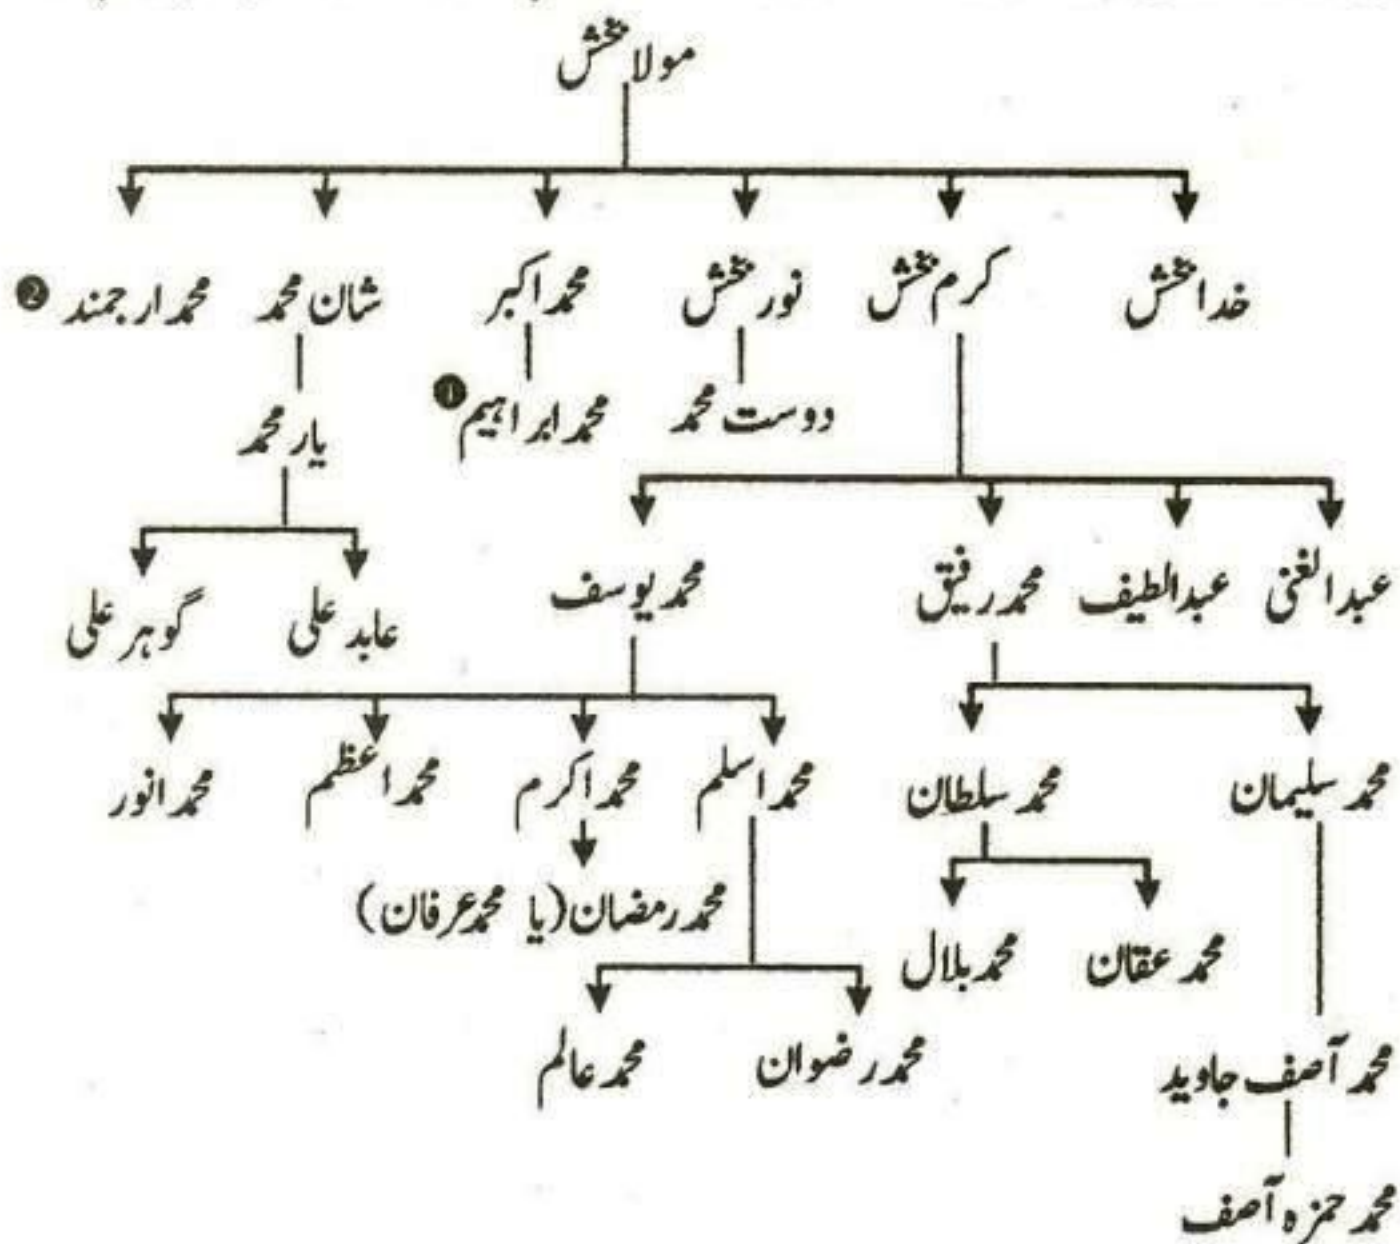 مولا بخش
خدا بخش کرم بخش نور بخش محمد اکبر شان محمد محمد ارجمند ❷
دوست محمد محمد ابراہیم ❶ یار محمد
عبدالغنی عبدالطیف محمد رفیق محمد یوسف عابد علی گوہر علی
محمد سلیمان محمد سلطان محمد اسلم محمد اکرم محمد اعظم محمد انور
محمد رمضان (یا محمد عرفان)
محمد عقان محمد بلال
محمد آصف جاوید محمد رضوان محمد عالم
محمد حمزہ آصف